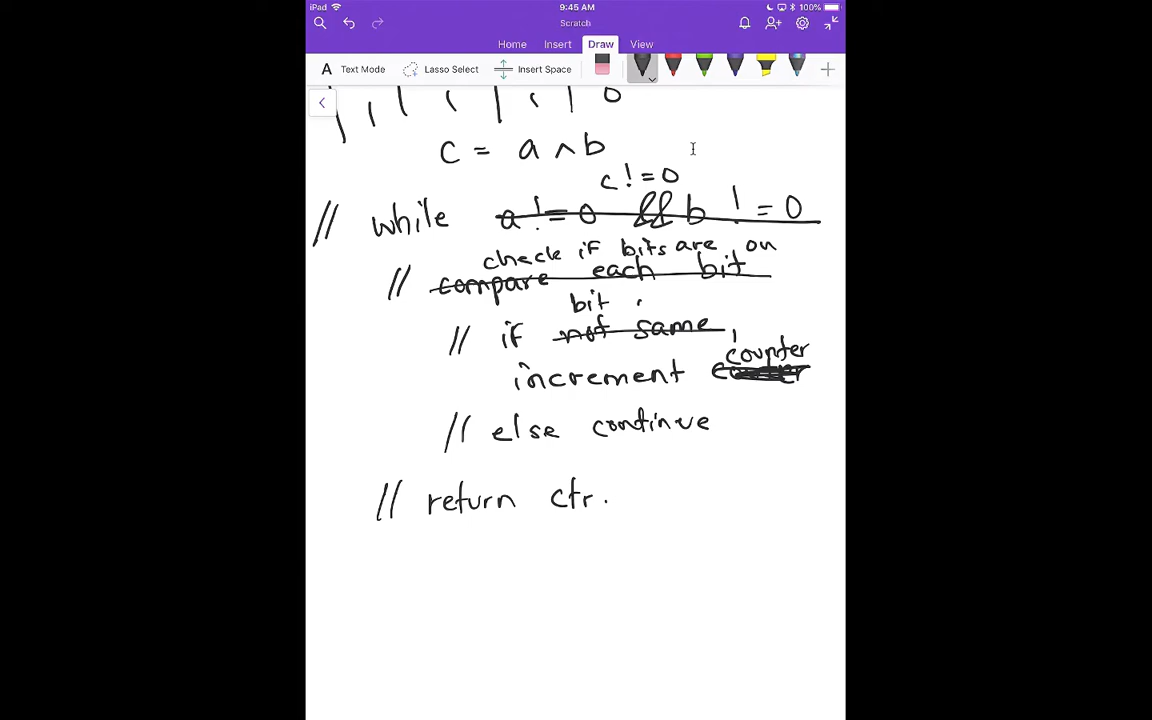 iPad 9:45 AM 100%
Scratch
Home Insert Draw View
A Text Mode Lasso Select Insert Space
c = a ^ b
c != 0
// while a != 0 && b != 0
check if bits are on
// compare each bit
bit
// if not same,
counter
increment
// else continue
// return ctr.